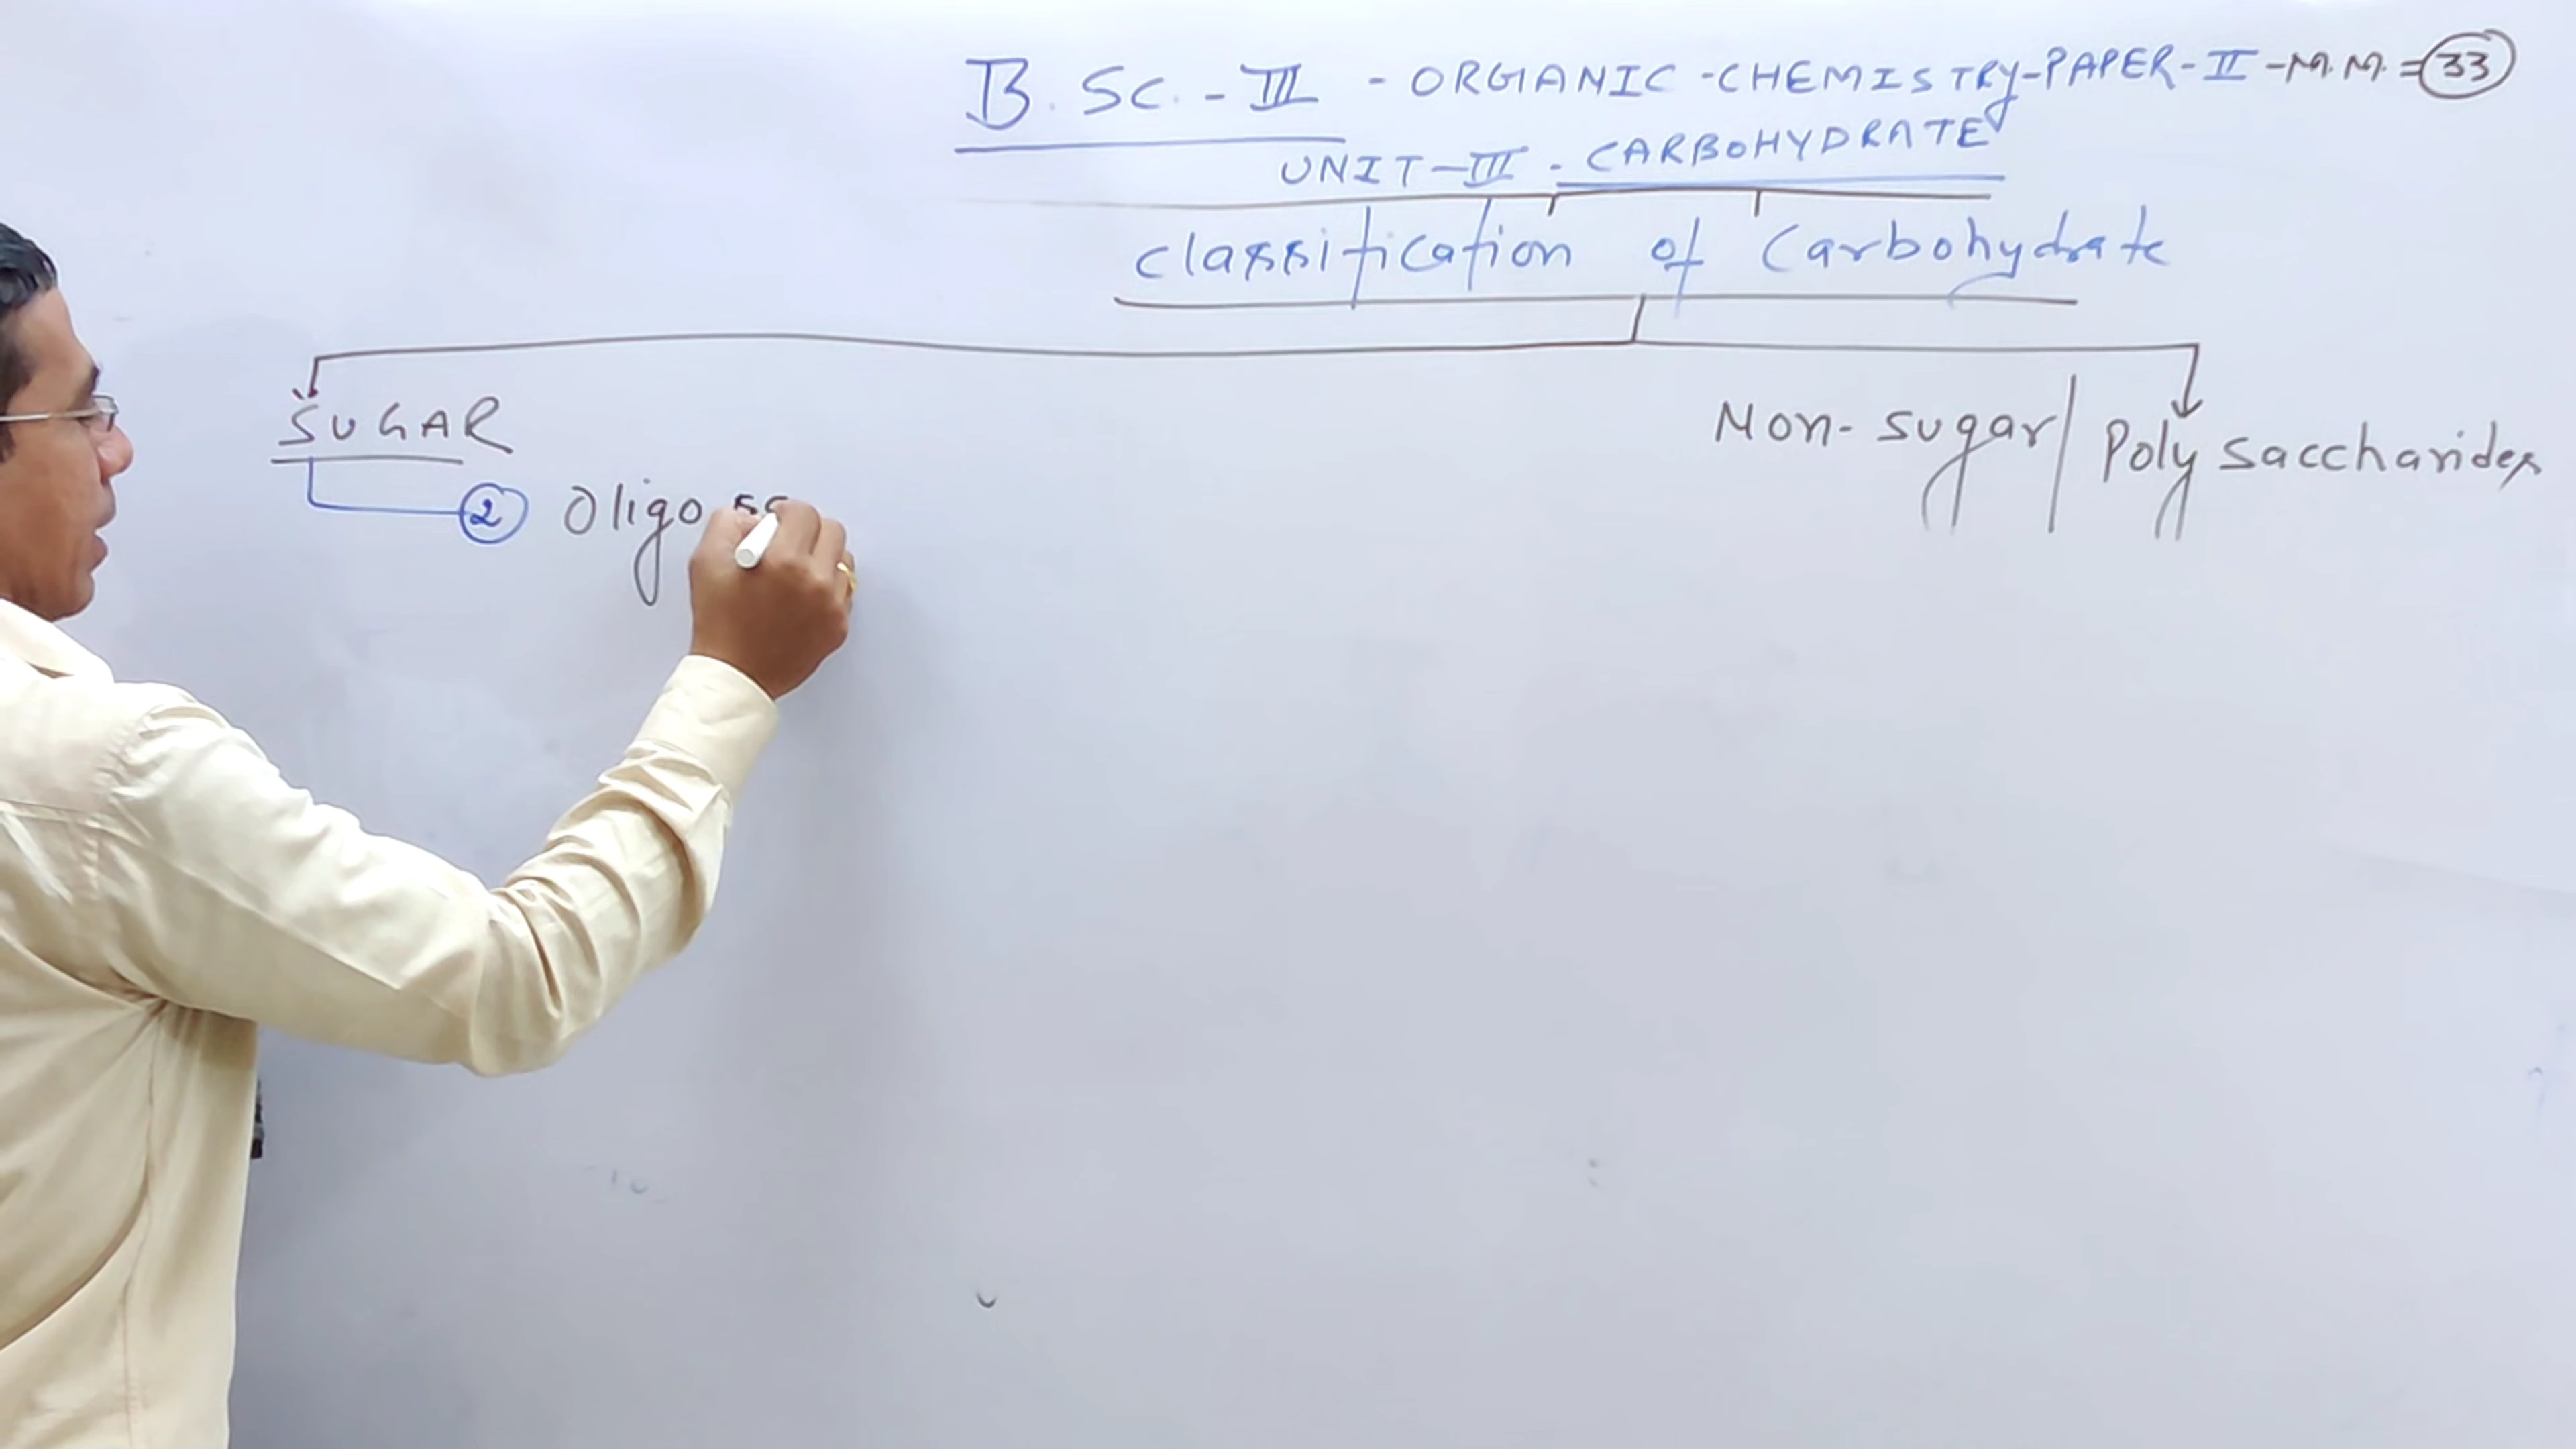 B.SC.-III - ORGANIC-CHEMISTRY-PAPER-II-M.M.=33
UNIT-III - CARBOHYDRATE
classification of Carbohydrate
SUGAR
Non-sugar/Poly saccharides
2 Oligo